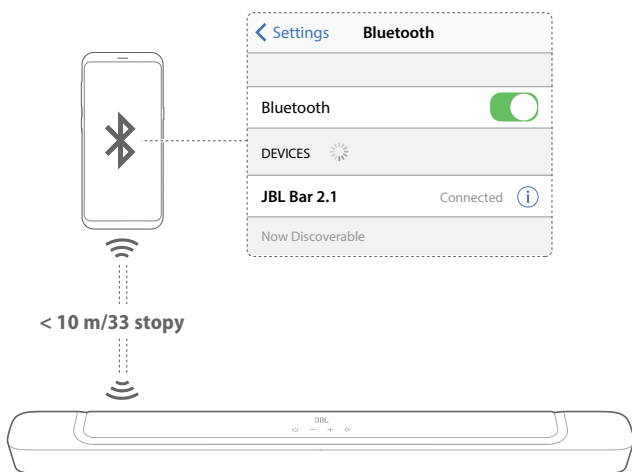 Settings Bluetooth
Bluetooth
DEVICES
JBL Bar 2.1 Connected
Now Discoverable
< 10 m/33 stopy
JBL